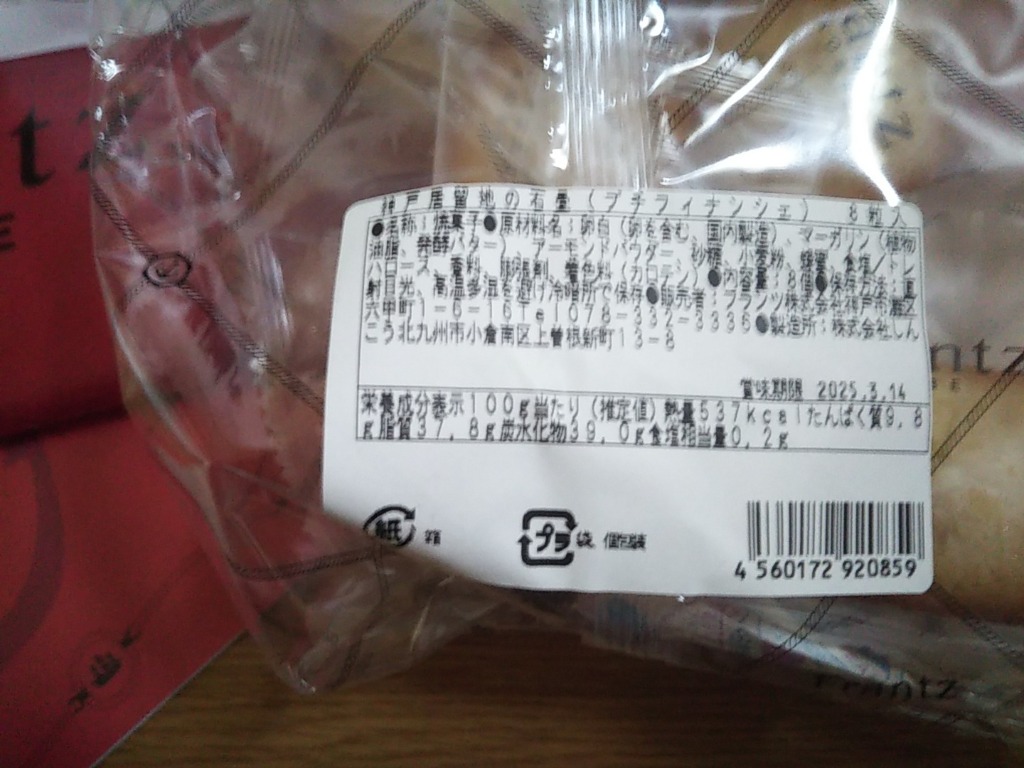 tz
E
神戸居留地の石畳(プチフィナンシェ) 8粒入
●名称:焼菓子●原材料名:卵白(卵を含む、国内製造)、マーガリン(植物
油脂、発酵バター)、アーモンドパウダー、砂糖、小麦粉、蜂蜜、食塩/トレ
ハロース、香料、膨張剤、着色料(カロテン)●内容量:8個●保存方法:直
射日光、高温多湿を避け冷暗所で保存●販売者:フランツ株式会社神戸市灘区
六甲町1-6-16Tel078-332-3335●製造所:株式会社しん
こう北九州市小倉南区上曽根新町13-8
賞味期限 2025.3.14
栄養成分表示100g当たり(推定値)熱量537kcalたんぱく質9.8
g脂質37.8g炭水化物39.0g食塩相当量0.2g
紙 箱
プラ 袋 個包装
4 560172 920859
ntz
BE
Frantz